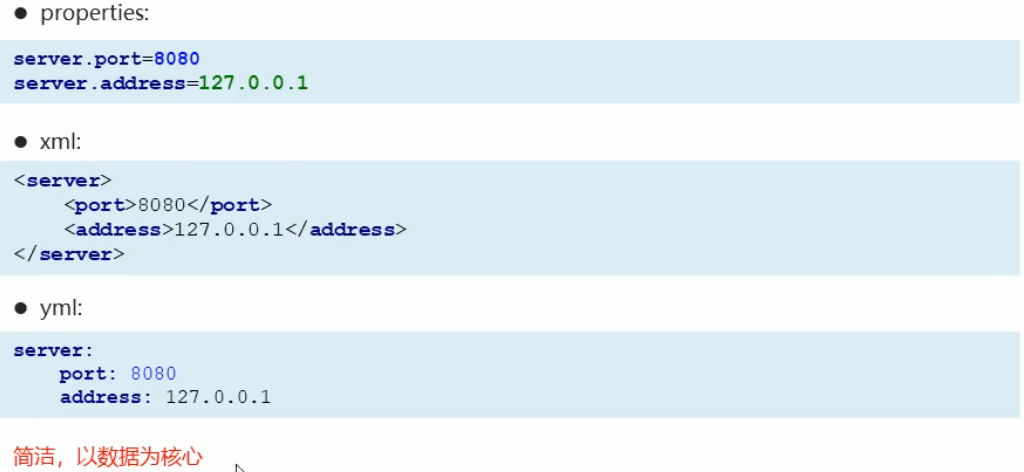 ● properties:
server.port=8080
server.address=127.0.0.1
● xml:
<server>
    <port>8080</port>
    <address>127.0.0.1</address>
</server>
● yml:
server:
    port: 8080
    address: 127.0.0.1
简洁，以数据为核心